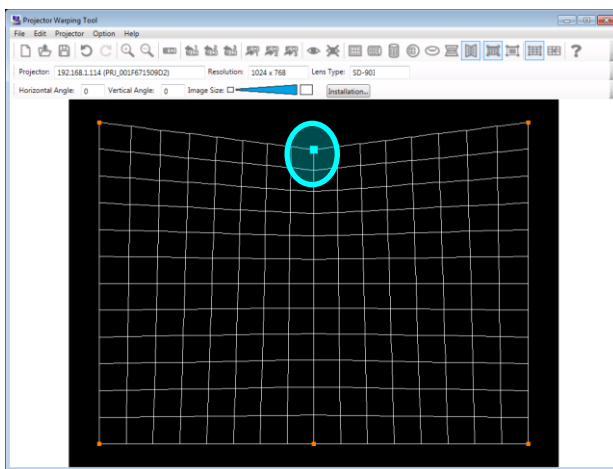 Projector Warping Tool
File Edit Projector Option Help
Projector: 192.168.1.114 (PRJ_001F671509D2) Resolution: 1024 x 768 Lens Type: SD-903
Horizontal Angle: 0 Vertical Angle: 0 Image Size: Installation...